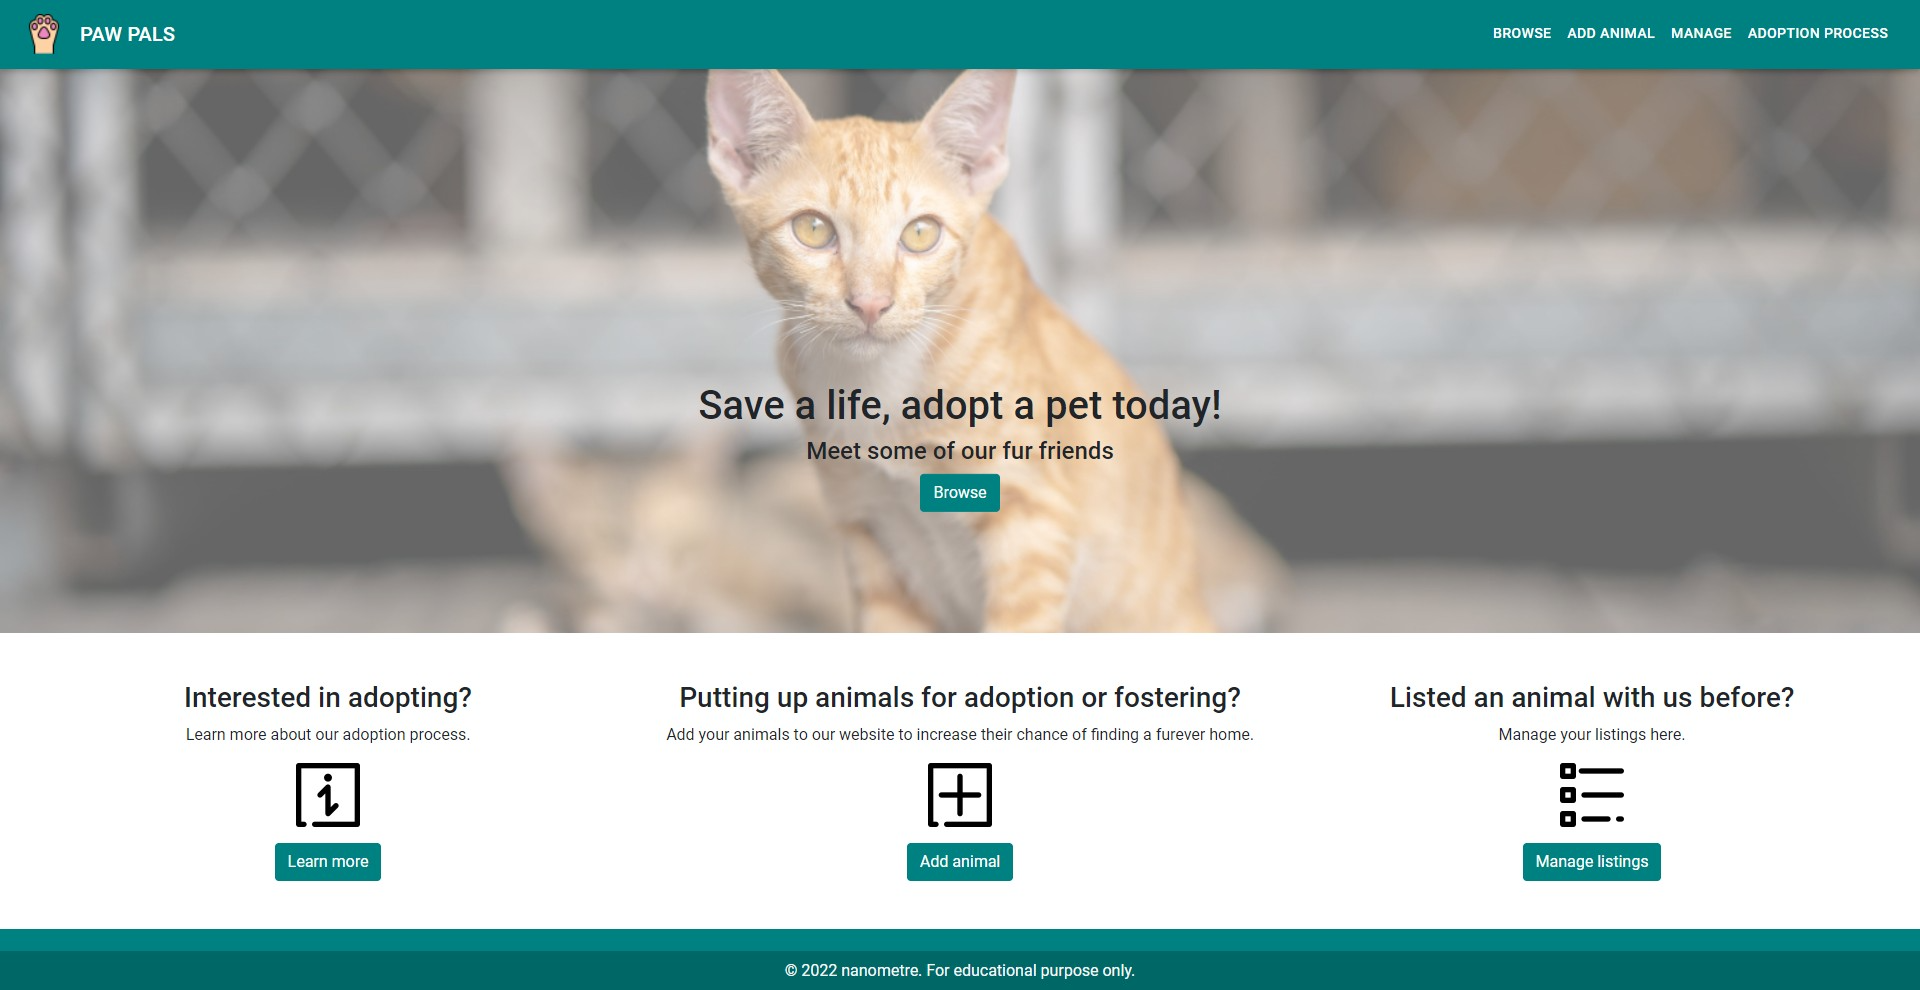 PAW PALS
BROWSE ADD ANIMAL MANAGE ADOPTION PROCESS
Save a life, adopt a pet today!
Meet some of our fur friends
Browse
Interested in adopting?
Learn more about our adoption process.
Learn more
Putting up animals for adoption or fostering?
Add your animals to our website to increase their chance of finding a furever home.
Add animal
Listed an animal with us before?
Manage your listings here.
Manage listings
© 2022 nanometre. For educational purpose only.